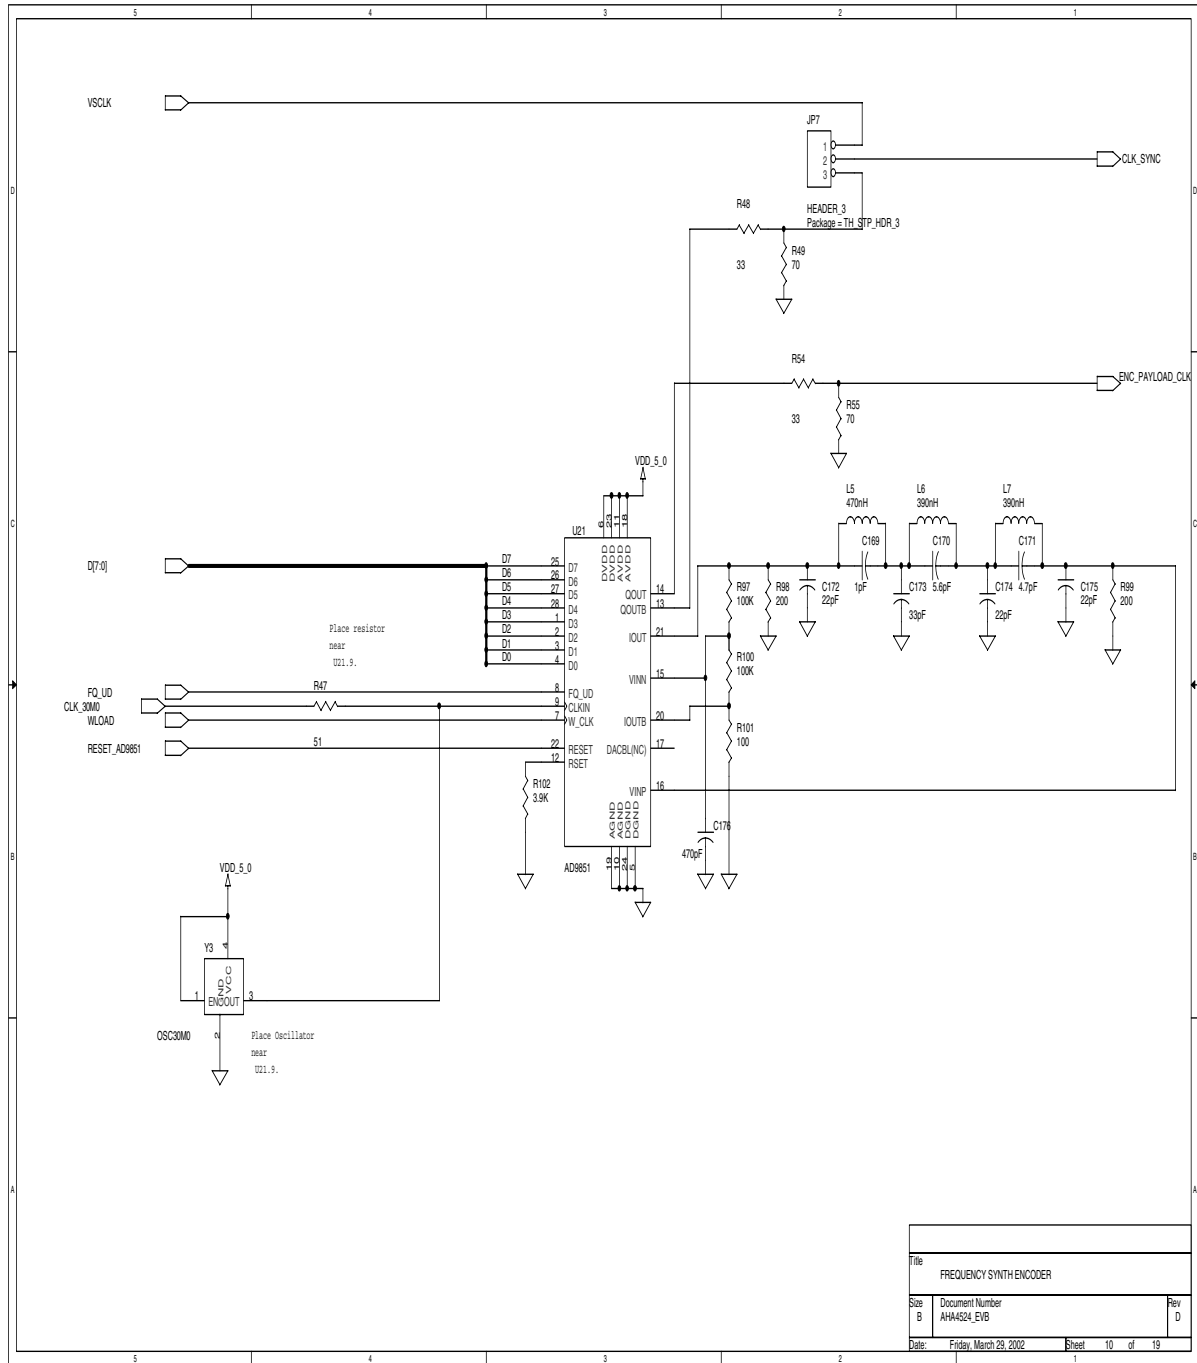 5 4 3 2 1
VSCLK
JP7
1
2
3
CLK_SYNC
D D
HEADER_3
Package = TH_STP_HDR_3
R48
33
R49
70
R54
33
R55
70
ENC_PAYLOAD_CLK
VDD_5_0
L5
470nH
L6
390nH
L7
390nH
C C
U21
6 23 11 18
DVDD DVDD AVDD AVDD
C169
1pF
C170
5.6pF
C171
4.7pF
D[7:0]
D7 25 D7
D6 26 D6
D5 27 D5
D4 28 D4
D3 1 D3
D2 2 D2
D1 3 D1
D0 4 D0
QOUT 14
QOUTB 13
IOUT 21
VINN 15
IOUTB 20
DACBL(NC) 17
VINP 16
R97
100K
R98
200
C172
22pF
C173
33pF
C174
22pF
C175
22pF
R99
200
R100
100K
R101
100
Place resistor
near
U21.9.
FQ_UD
8 FQ_UD
CLK_30M0
R47
51
9 CLKIN
WLOAD
7 W_CLK
RESET_AD9851
22 RESET
12 RSET
R102
3.9K
C176
470pF
AGND AGND DGND DGND
19 10 24 5
AD9851
B B
VDD_5_0
Y3
4
VCC
GND
1 EN OUT 3
2
OSC30M0
Place Oscillator
near
U21.9.
A A
Title
FREQUENCY SYNTH ENCODER
Size Document Number Rev
B AHA4524_EVB D
Date: Friday, March 29, 2002 Sheet 10 of 19
5 4 3 2 1